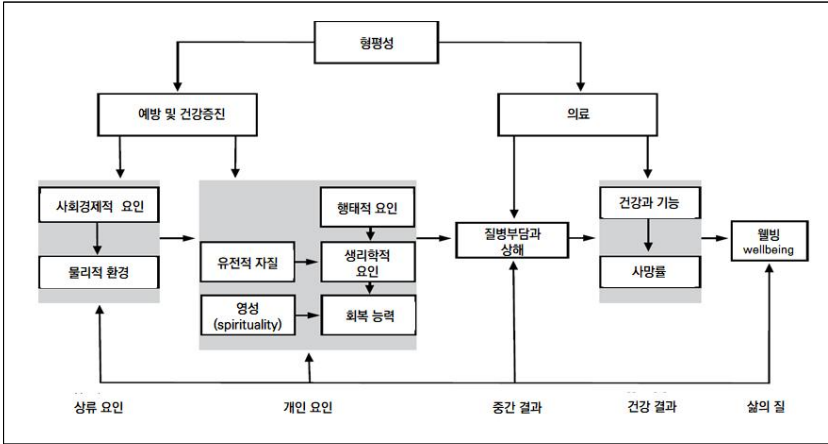 형평성
예방 및 건강증진
의료
사회경제적 요인
물리적 환경
행태적 요인
유전적 자질
생리학적
요인
영성
(spirituality)
회복 능력
질병부담과
상해
건강과 기능
사망률
웰빙
wellbeing
상류 요인
개인 요인
중간 결과
건강 결과
삶의 질